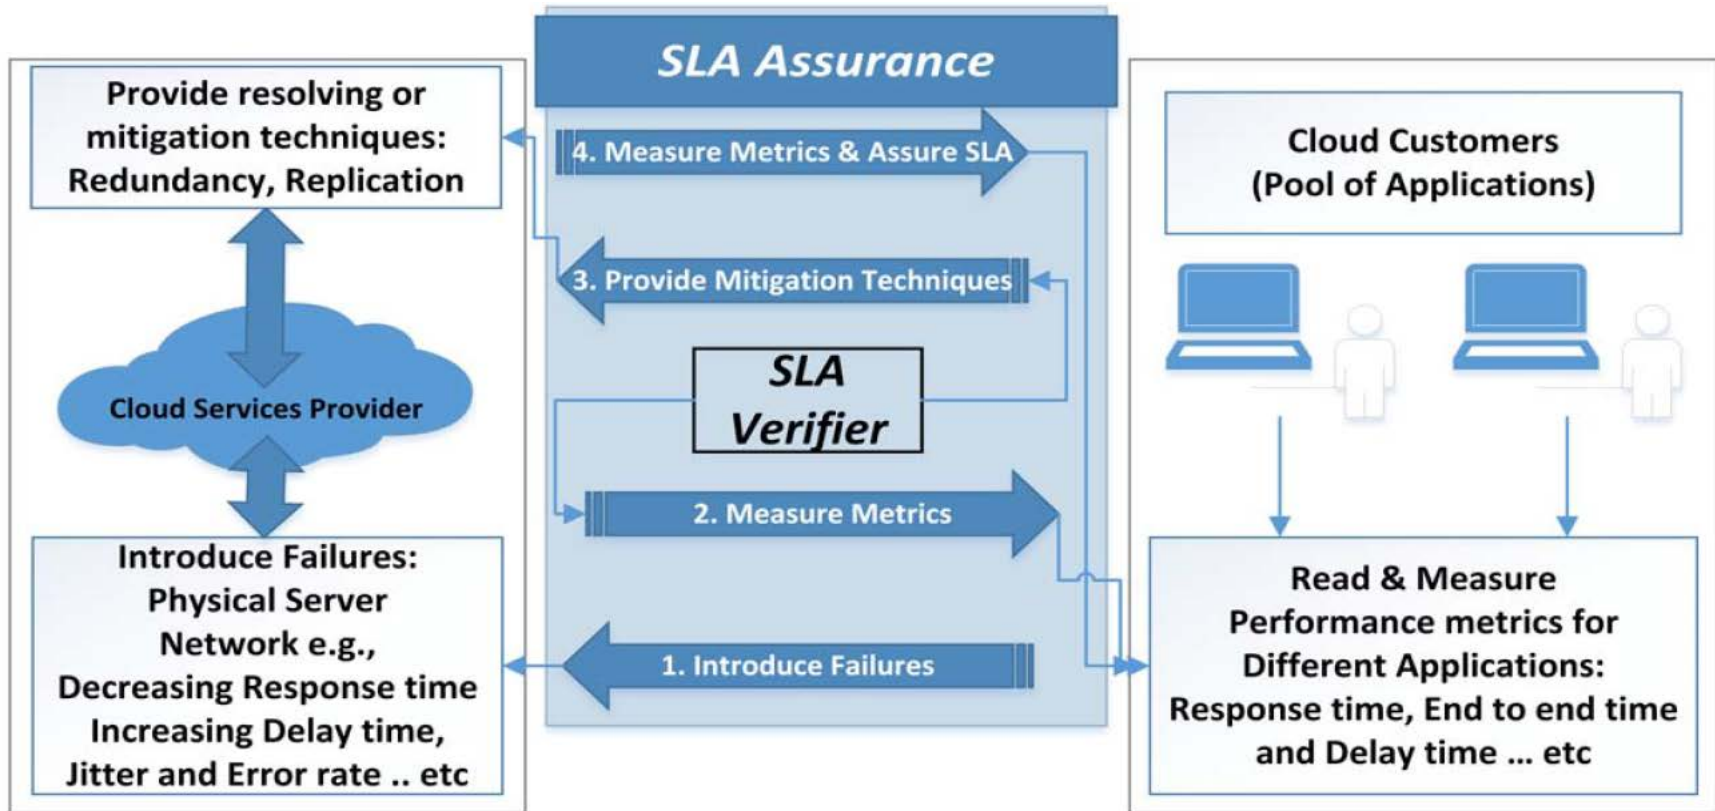 SLA Assurance
Provide resolving or
mitigation techniques:
Redundancy, Replication
Cloud Services Provider
Introduce Failures:
Physical Server
Network e.g.,
Decreasing Response time
Increasing Delay time,
Jitter and Error rate .. etc
4. Measure Metrics & Assure SLA
3. Provide Mitigation Techniques
SLA
Verifier
2. Measure Metrics
1. Introduce Failures
Cloud Customers
(Pool of Applications)
Read & Measure
Performance metrics for
Different Applications:
Response time, End to end time
and Delay time ... etc